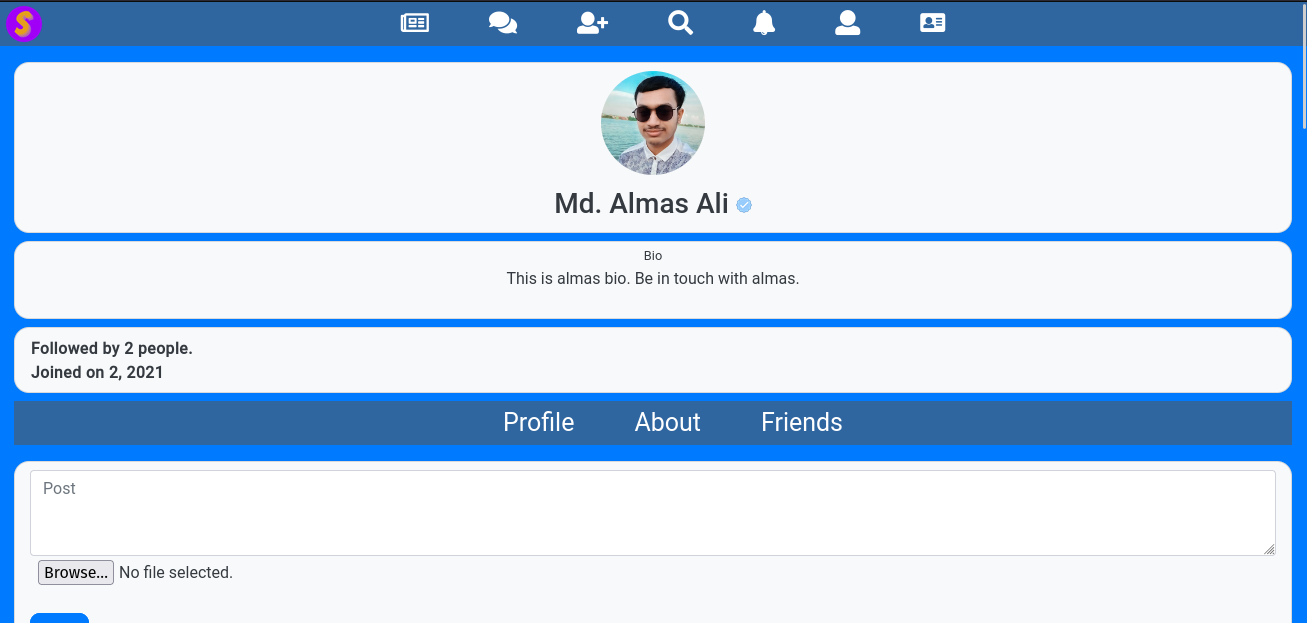 S
Md. Almas Ali
Bio
This is almas bio. Be in touch with almas.
Followed by 2 people.
Joined on 2, 2021
Profile About Friends
Post
Browse... No file selected.